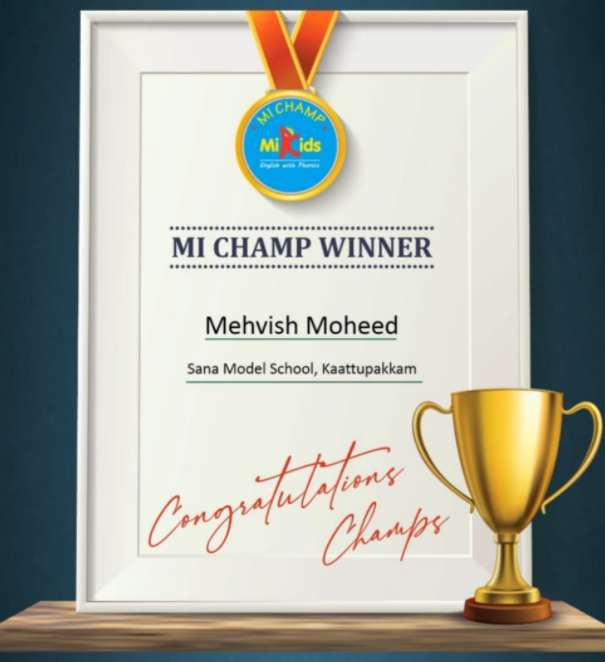 MI CHAMP
MiKids
English with Phonics
MI CHAMP WINNER
Mehvish Moheed
Sana Model School, Kaattupakkam
Congratulations
Champs